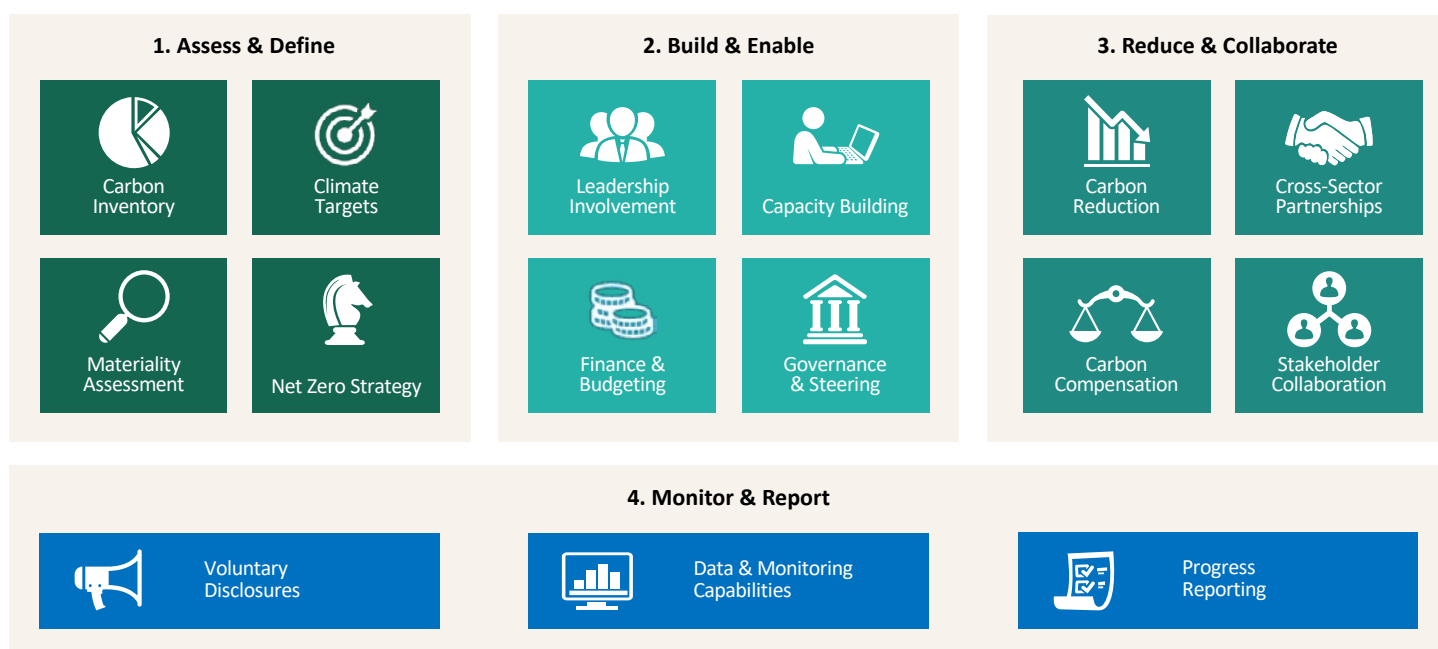 1. Assess & Define
Carbon
Inventory
Climate
Targets
Materiality
Assessment
Net Zero Strategy
2. Build & Enable
Leadership
Involvement
Capacity Building
Finance &
Budgeting
Governance
& Steering
3. Reduce & Collaborate
Carbon
Reduction
Cross-Sector
Partnerships
Carbon
Compensation
Stakeholder
Collaboration
4. Monitor & Report
Voluntary
Disclosures
Data & Monitoring
Capabilities
Progress
Reporting